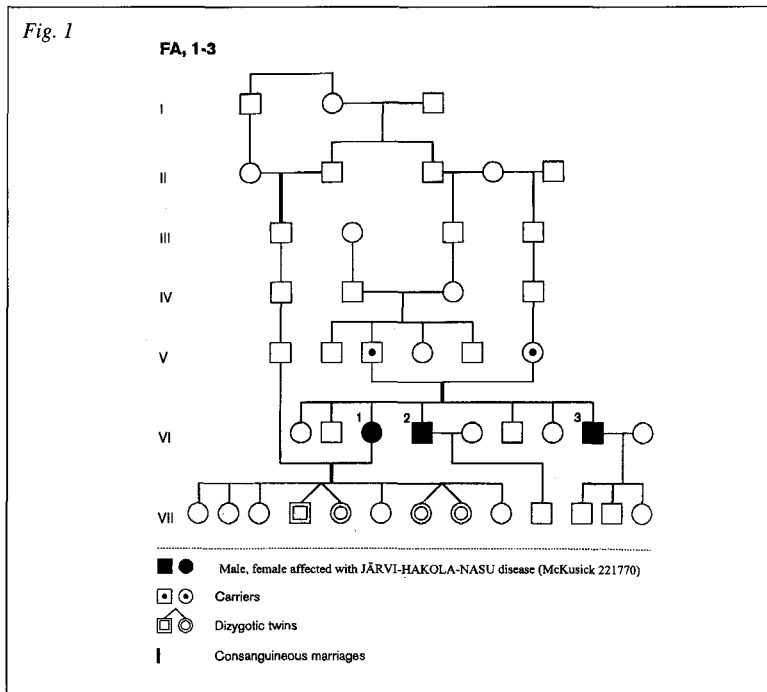 Fig. 1
FA, 1-3
I
II
III
IV
V
1 2 3
VI
VII
Male, female affected with JÄRVI-HAKOLA-NASU disease (McKusick 221770)
Carriers
Dizygotic twins
Consanguineous marriages